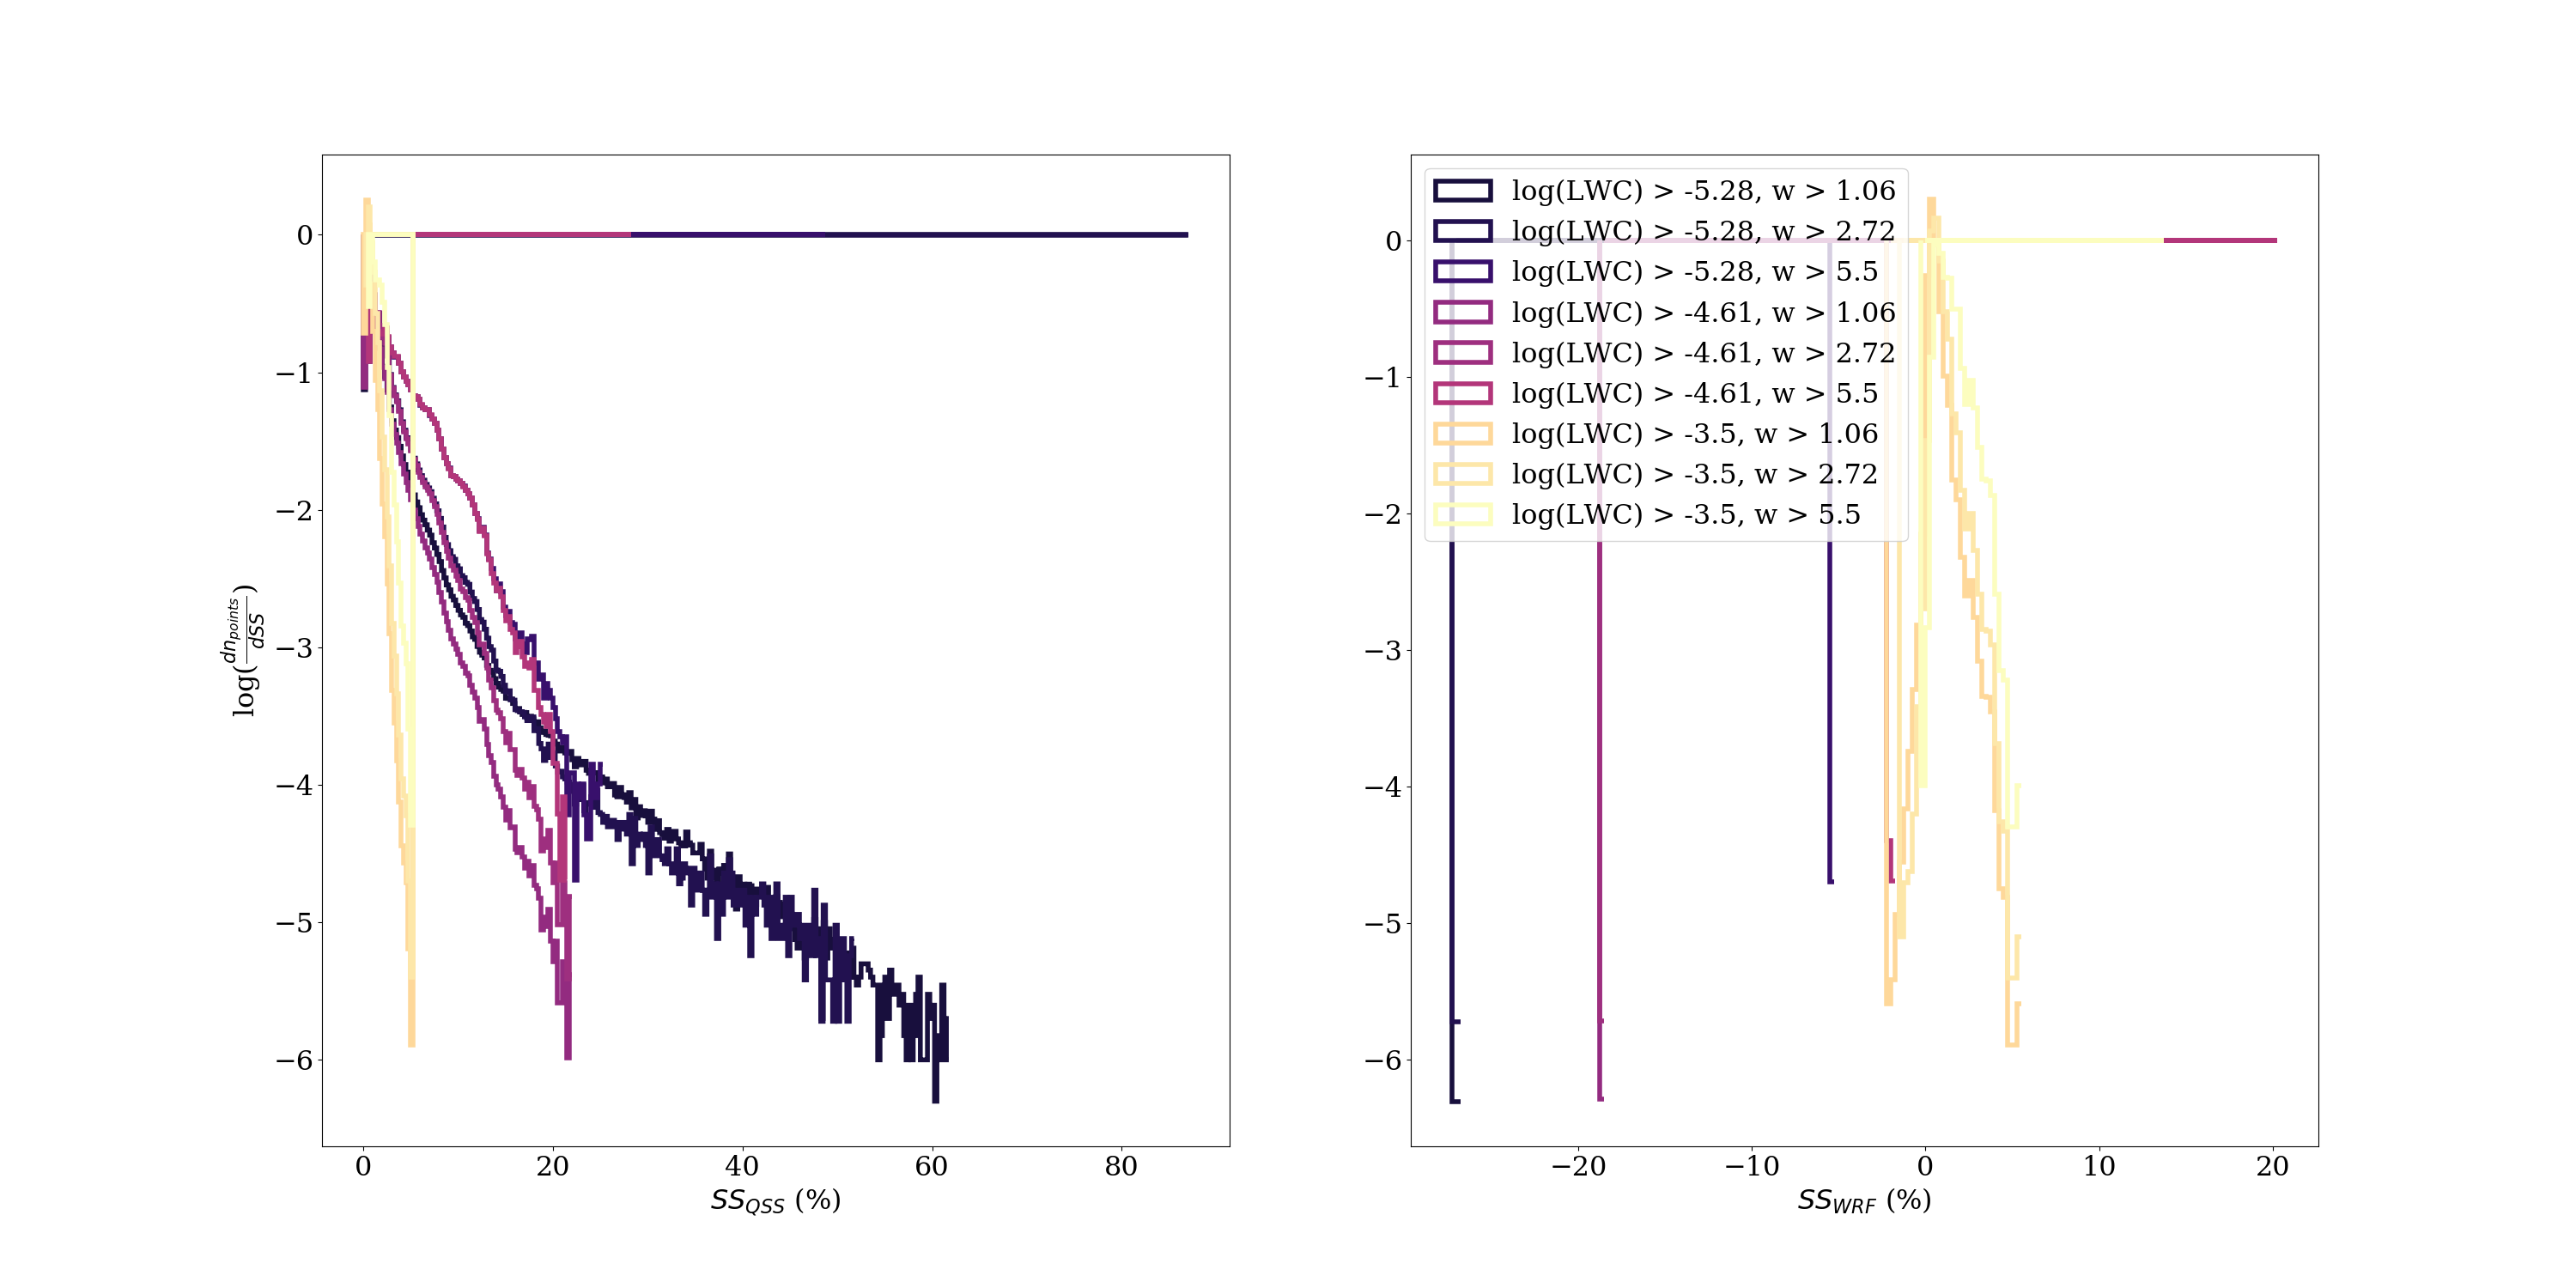 0
−1
−2
−3
−4
−5
−6
log(dn_points/dSS)
0 20 40 60 80
SS_QSS (%)
log(LWC) > -5.28, w > 1.06
log(LWC) > -5.28, w > 2.72
log(LWC) > -5.28, w > 5.5
log(LWC) > -4.61, w > 1.06
log(LWC) > -4.61, w > 2.72
log(LWC) > -4.61, w > 5.5
log(LWC) > -3.5, w > 1.06
log(LWC) > -3.5, w > 2.72
log(LWC) > -3.5, w > 5.5
0
−1
−2
−3
−4
−5
−6
−20 −10 0 10 20
SS_WRF (%)